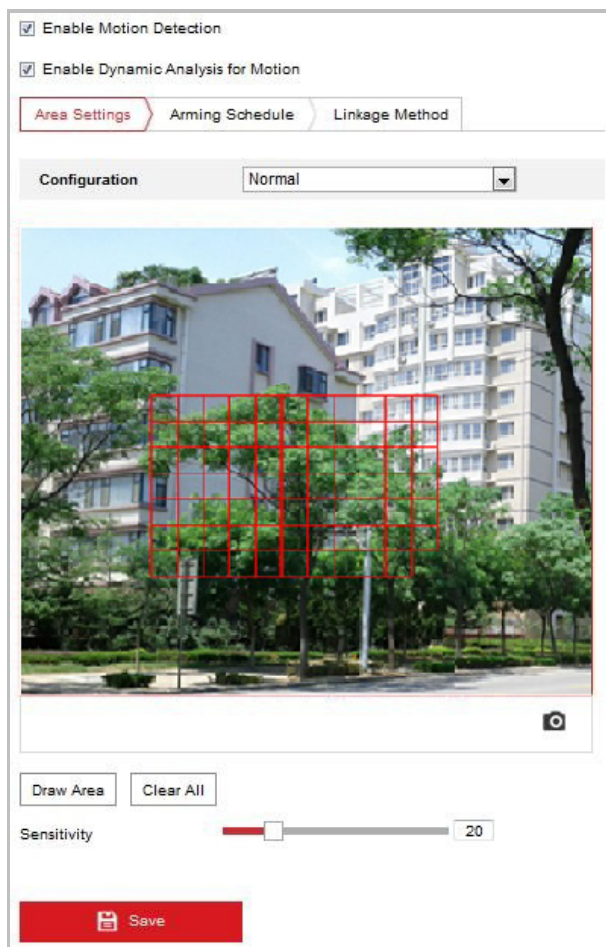 Enable Motion Detection
Enable Dynamic Analysis for Motion
Area Settings Arming Schedule Linkage Method
Configuration Normal
Draw Area Clear All
Sensitivity 20
Save